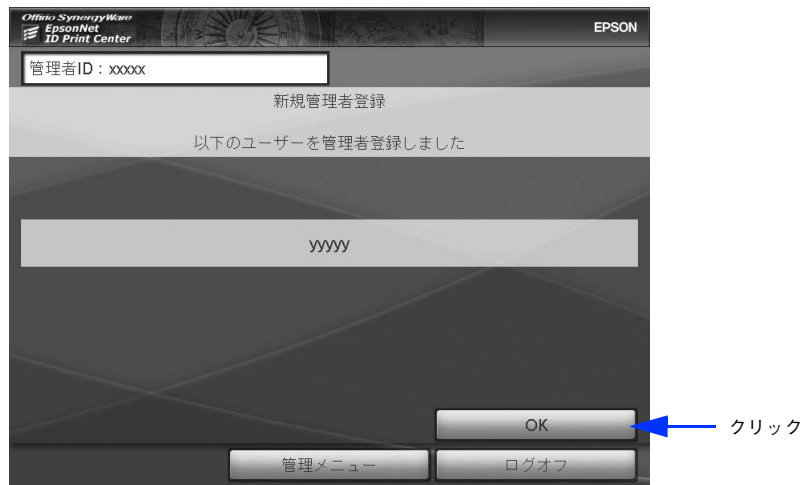 Offirio SynergyWare
EpsonNet
ID Print Center
EPSON
管理者ID：xxxxx
新規管理者登録
以下のユーザーを管理者登録しました
yyyyy
OK
クリック
管理メニュー
ログオフ